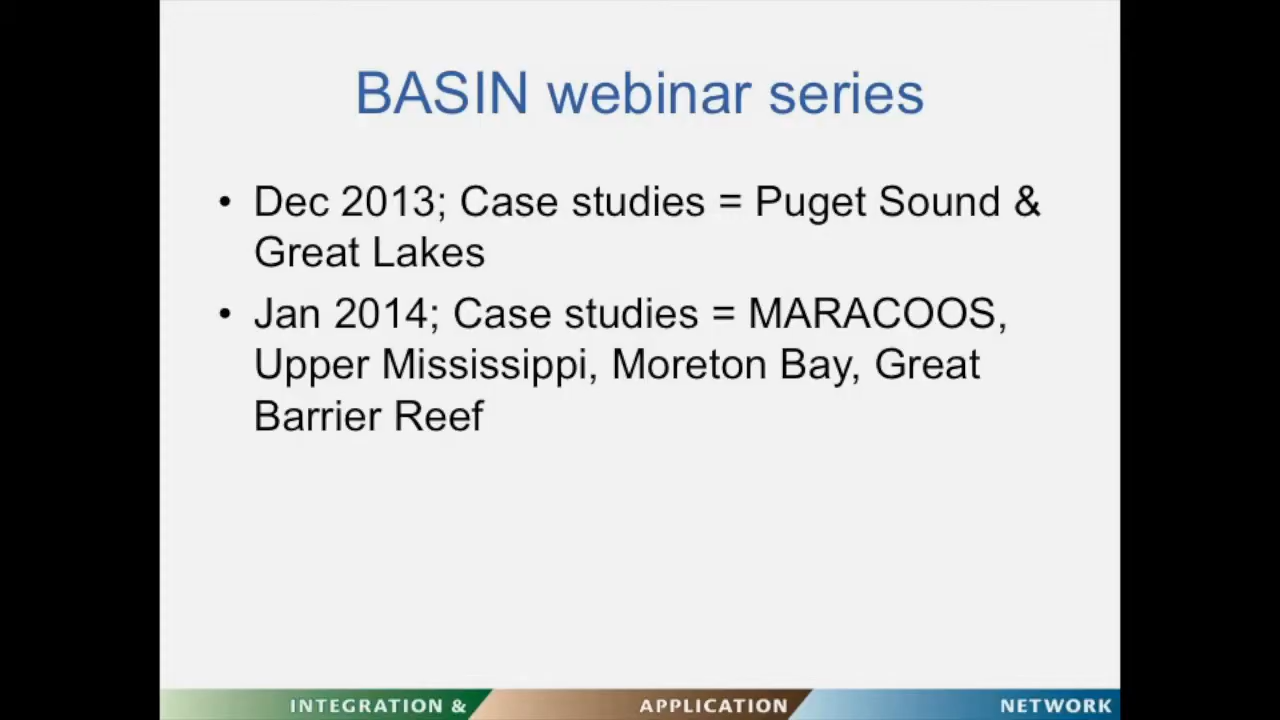 BASIN webinar series
• Dec 2013; Case studies = Puget Sound &
Great Lakes
• Jan 2014; Case studies = MARACOOS,
Upper Mississippi, Moreton Bay, Great
Barrier Reef
INTEGRATION & APPLICATION NETWORK